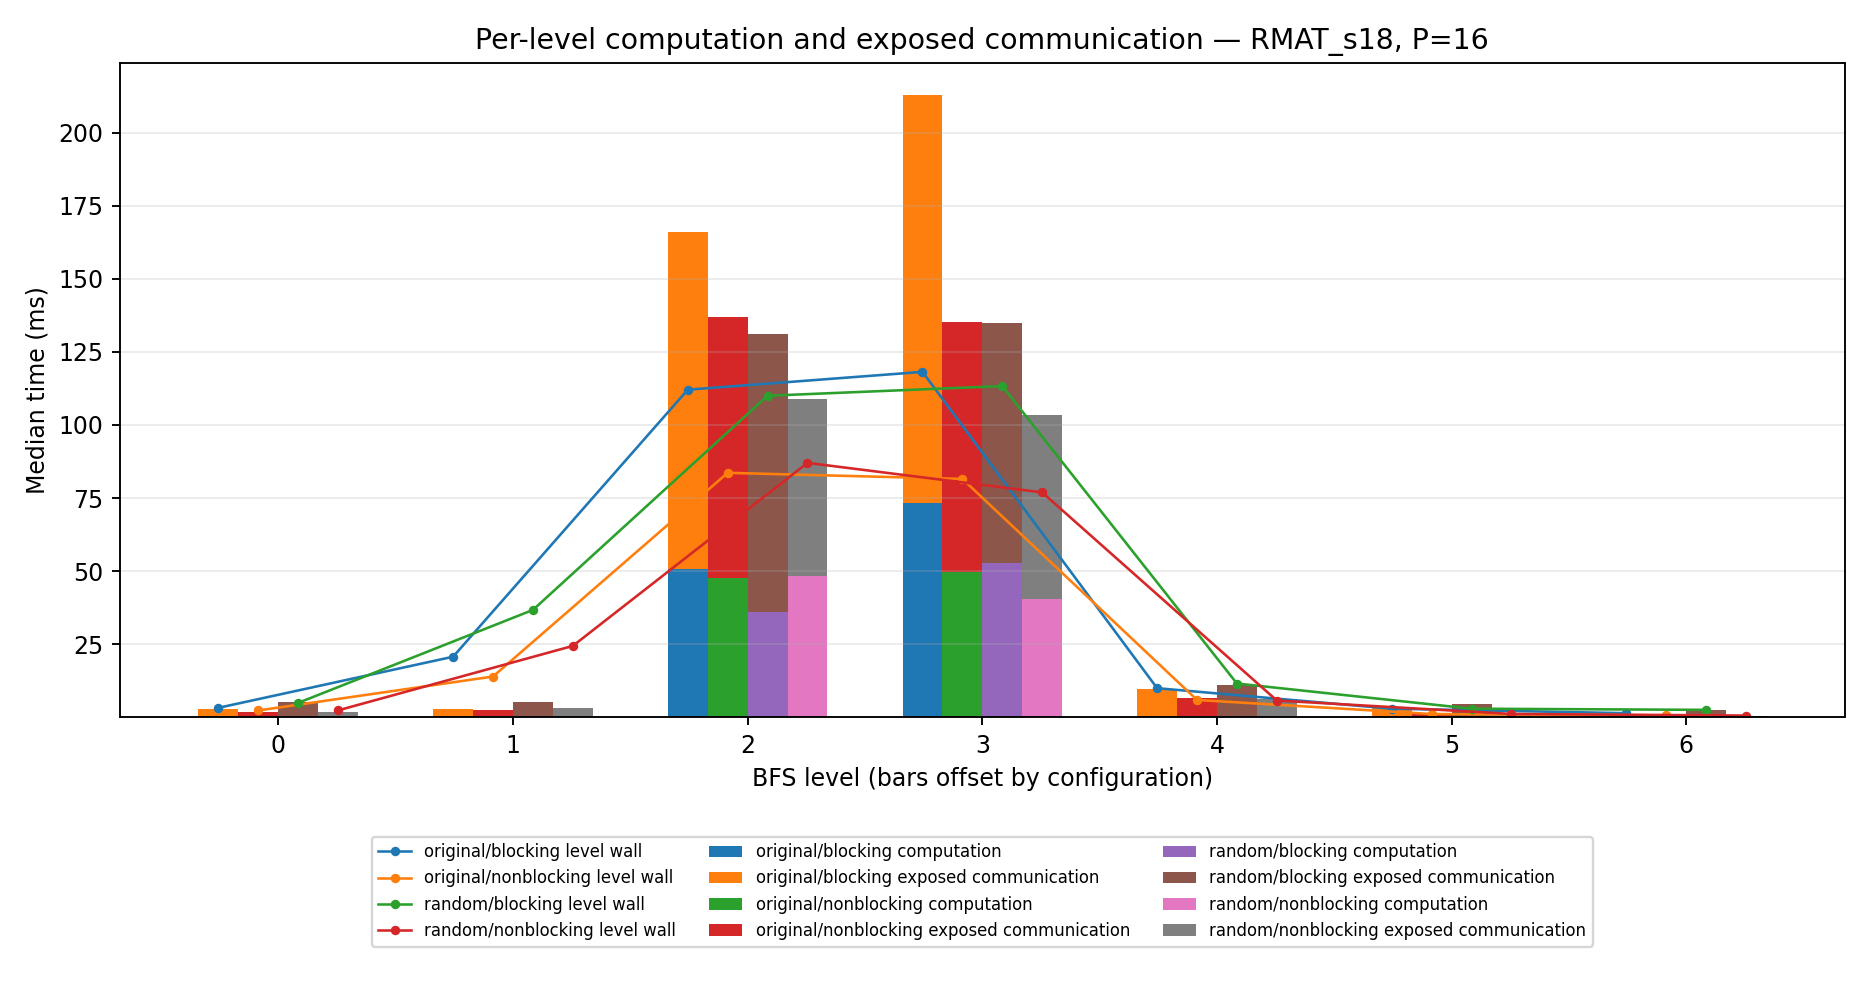 Per-level computation and exposed communication — RMAT_s18, P=16
Median time (ms)
200
175
150
125
100
75
50
25
0 1 2 3 4 5 6
BFS level (bars offset by configuration)
original/blocking level wall
original/nonblocking level wall
random/blocking level wall
random/nonblocking level wall
original/blocking computation
original/blocking exposed communication
original/nonblocking computation
original/nonblocking exposed communication
random/blocking computation
random/blocking exposed communication
random/nonblocking computation
random/nonblocking exposed communication